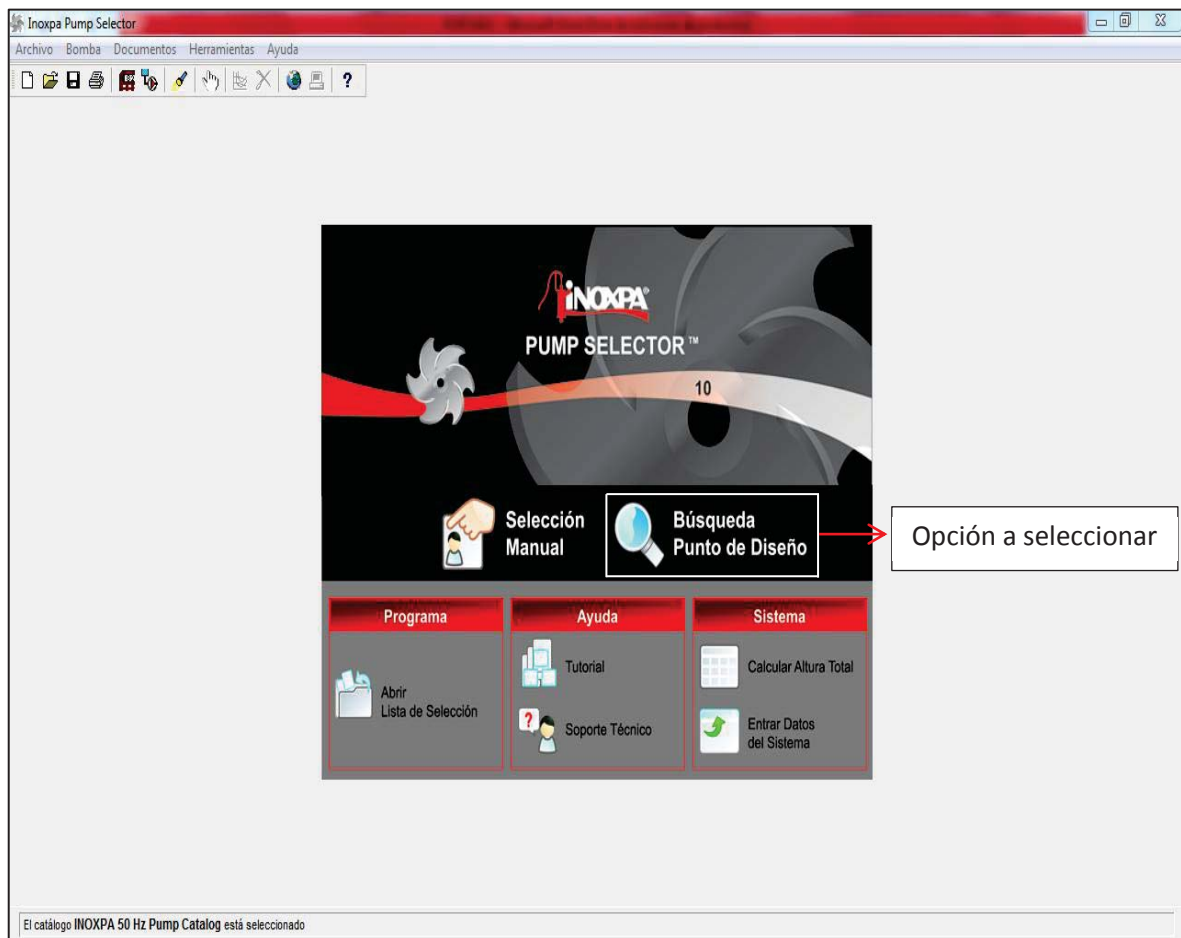 Inoxpa Pump Selector
Archivo Bomba Documentos Herramientas Ayuda
?
iNOXPA®
PUMP SELECTOR™
10
Selección
Manual
Búsqueda
Punto de Diseño
Opción a seleccionar
Programa
Ayuda
Sistema
Abrir
Lista de Selección
Tutorial
? Soporte Técnico
Calcular Altura Total
Entrar Datos
del Sistema
El catálogo INOXPA 50 Hz Pump Catalog está seleccionado